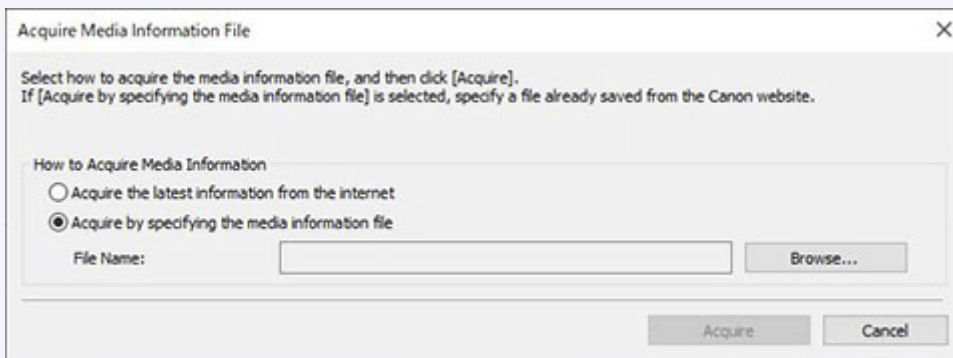 Acquire Media Information File
Select how to acquire the media information file, and then click [Acquire].
If [Acquire by specifying the media information file] is selected, specify a file already saved from the Canon website.
How to Acquire Media Information
Acquire the latest information from the internet
Acquire by specifying the media information file
File Name:
Browse...
Acquire
Cancel